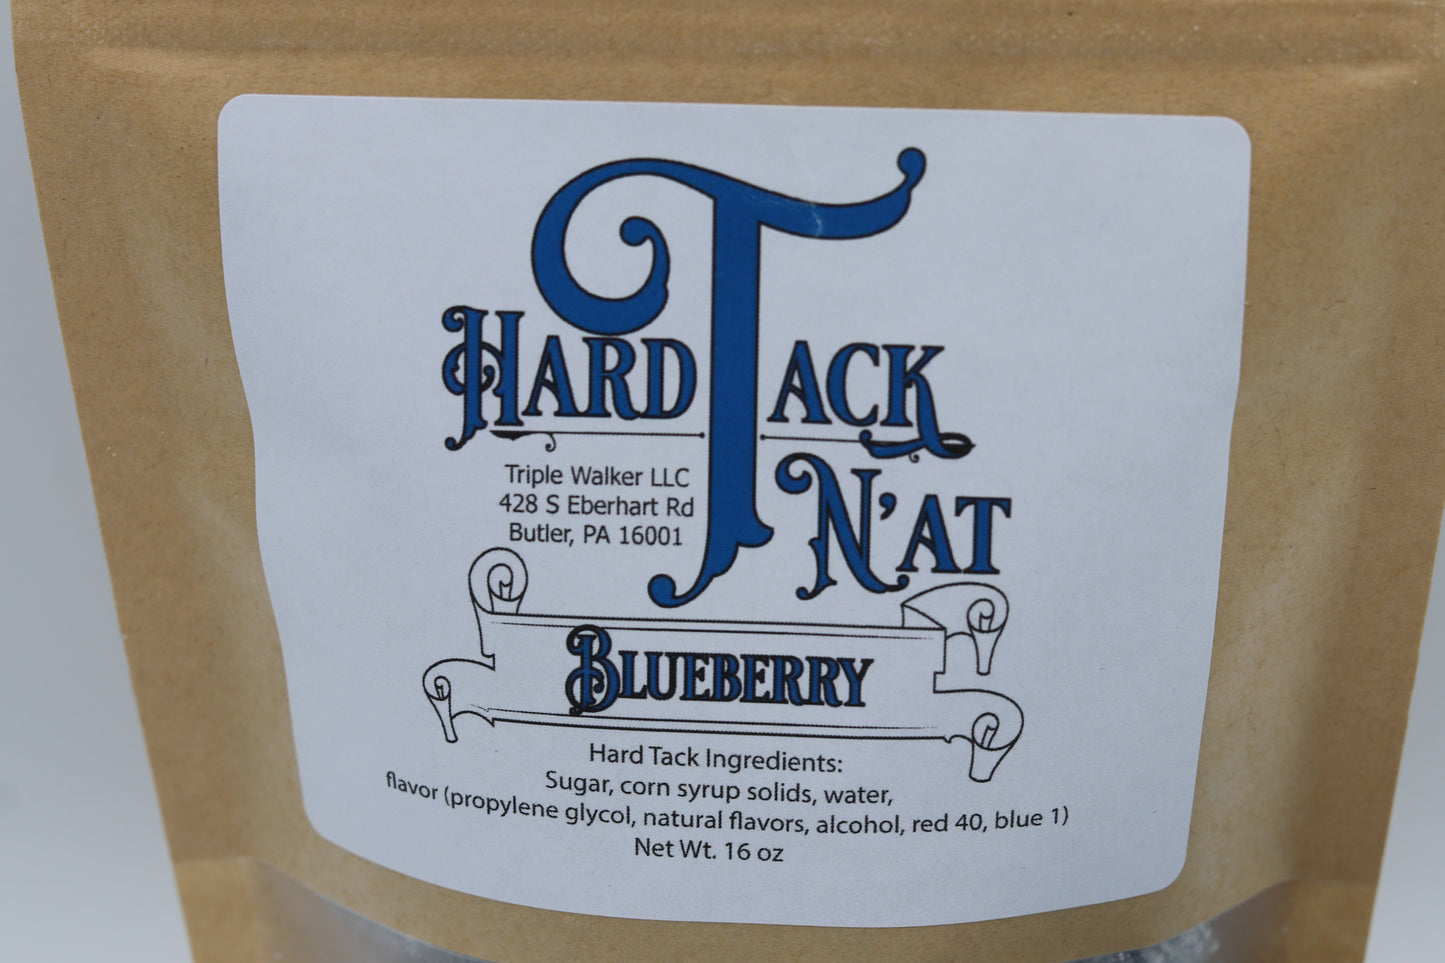 HARD TACK
N'AT
Triple Walker LLC
428 S Eberhart Rd
Butler, PA 16001
BLUEBERRY
Hard Tack Ingredients:
Sugar, corn syrup solids, water,
flavor (propylene glycol, natural flavors, alcohol, red 40, blue 1)
Net Wt. 16 oz